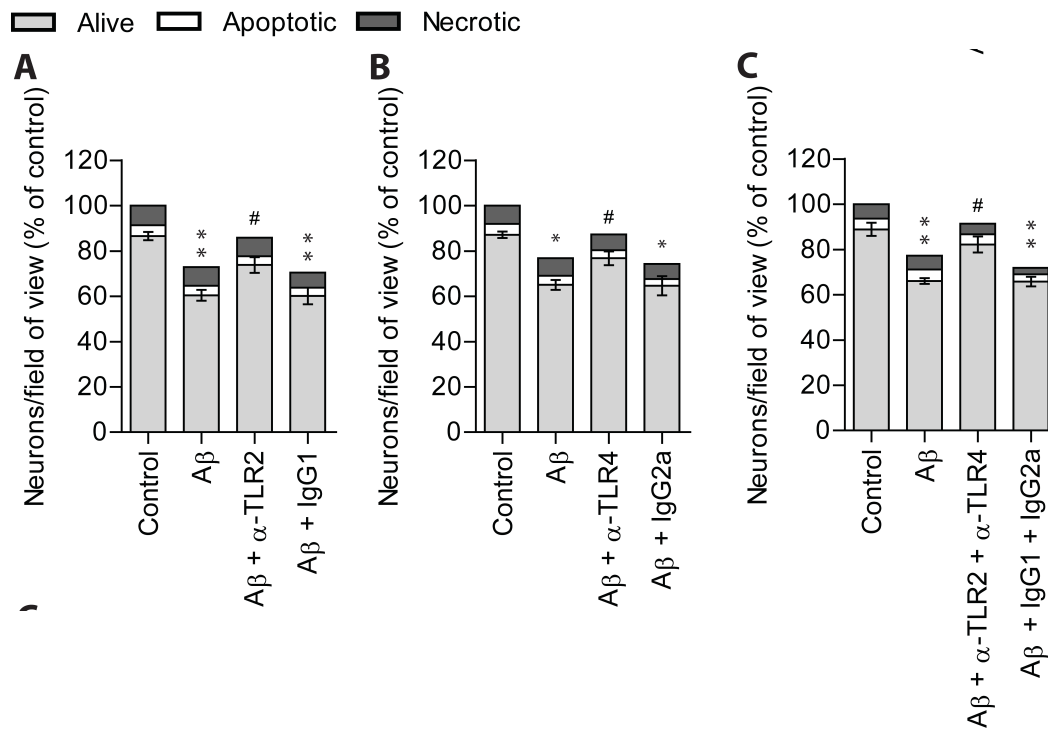 Alive Apoptotic Necrotic
A
Neurons/field of view (% of control)
120
100
80
60
40
20
0
**
#
**
Control
Aβ
Aβ + α-TLR2
Aβ + IgG1
B
Neurons/field of view (% of control)
120
100
80
60
40
20
0
*
#
*
Control
Aβ
Aβ + α-TLR4
Aβ + IgG2a
C
Neurons/field of view (% of control)
120
100
80
60
40
20
0
**
#
**
Control
Aβ
Aβ + α-TLR2 + α-TLR4
Aβ + IgG1 + IgG2a